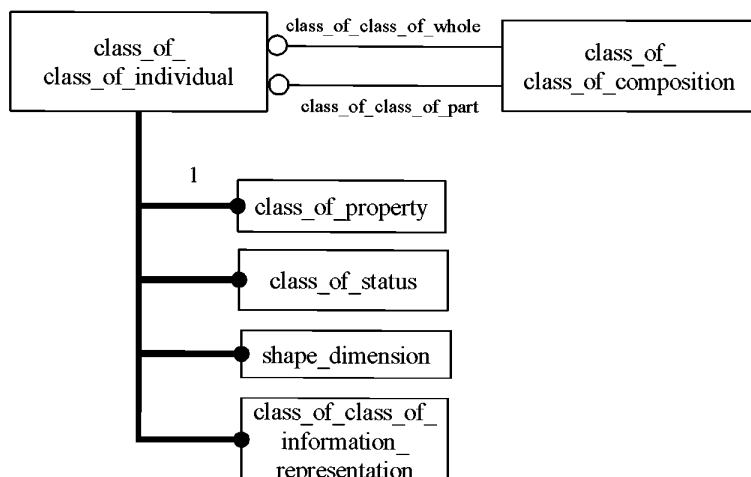 class_of_
class_of_individual
class_of_class_of_whole
class_of_class_of_part
class_of_
class_of_composition
1
class_of_property
class_of_status
shape_dimension
class_of_class_of_
information_
representation